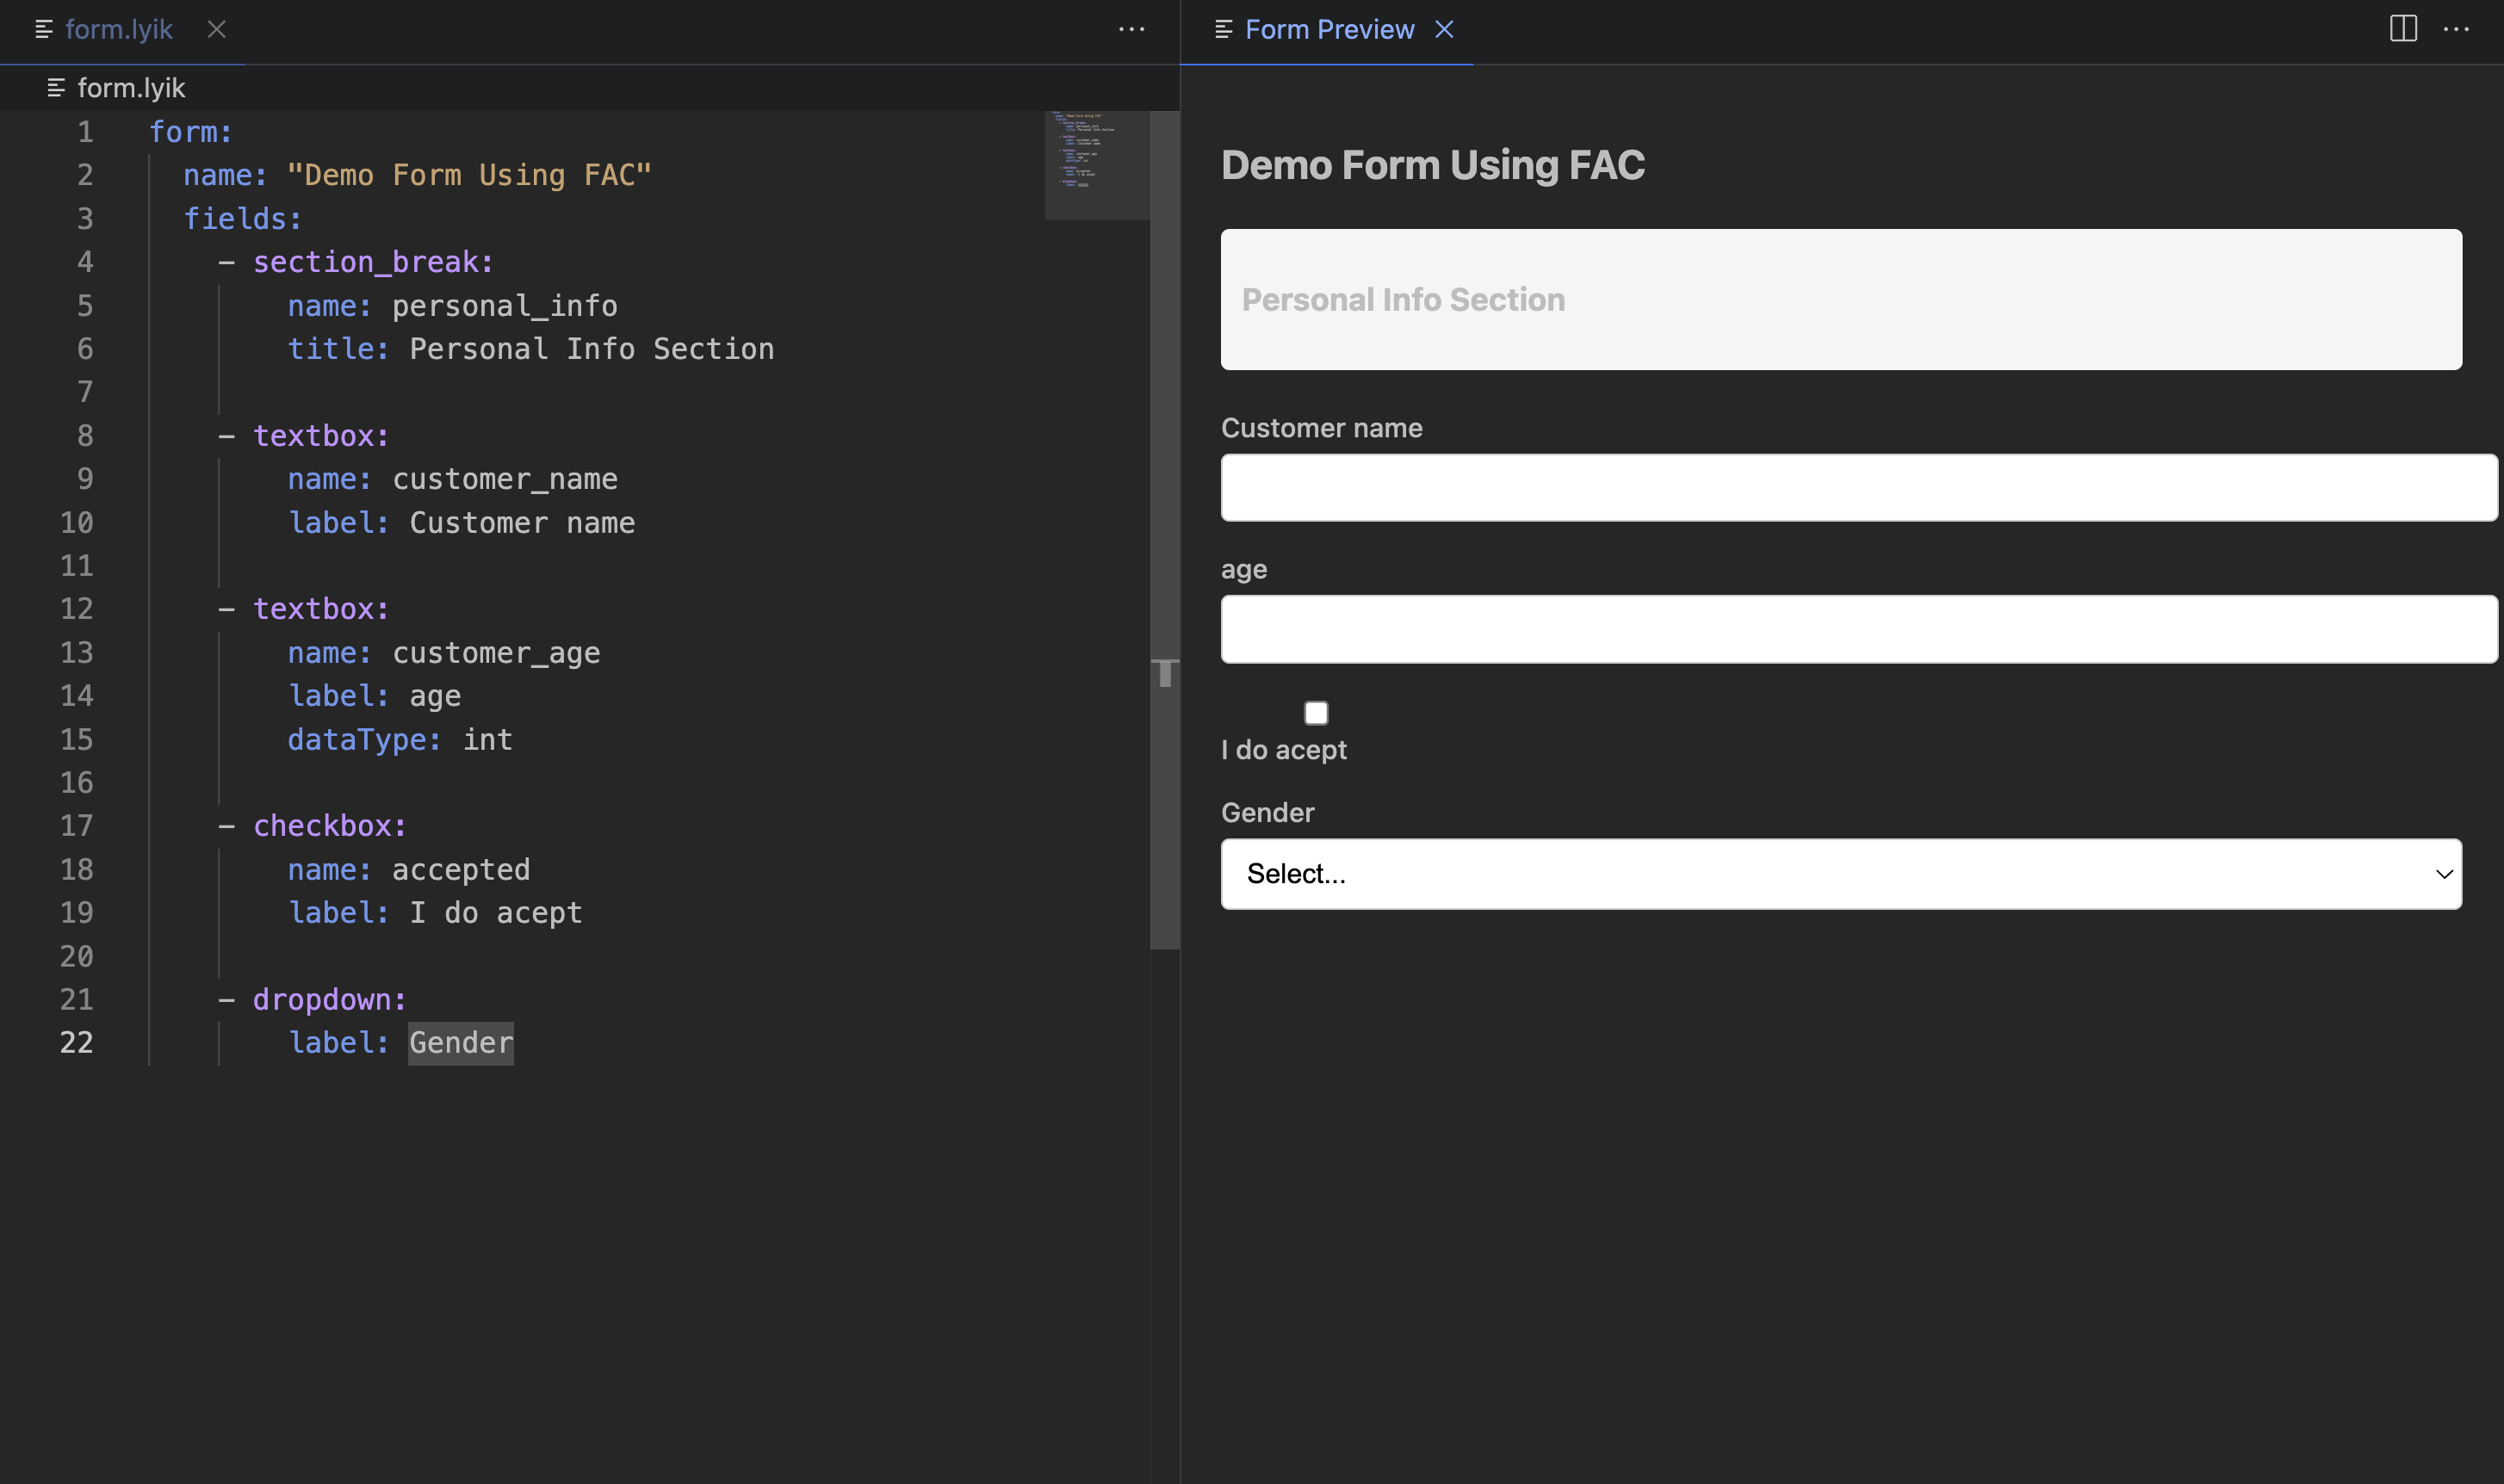 form.lyik
form.lyik
1 form:
2   name: "Demo Form Using FAC"
3   fields:
4     - section_break:
5         name: personal_info
6         title: Personal Info Section
7
8     - textbox:
9         name: customer_name
10         label: Customer name
11
12     - textbox:
13         name: customer_age
14         label: age
15         dataType: int
16
17     - checkbox:
18         name: accepted
19         label: I do acept
20
21     - dropdown:
22         label: Gender
Form Preview
Demo Form Using FAC
Personal Info Section
Customer name
age
I do acept
Gender
Select...